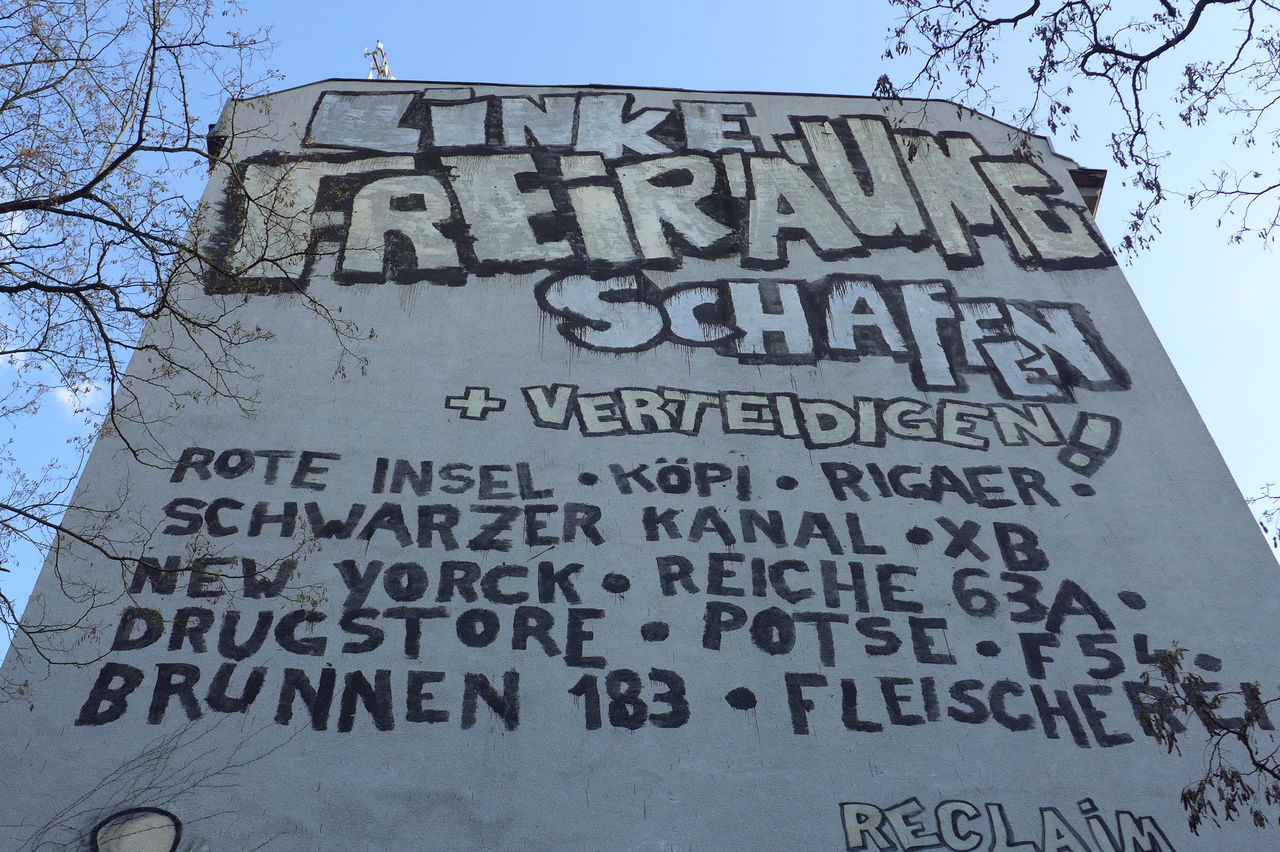 LINKE
FREIRÄUME
SCHAFFEN
+ VERTEIDIGEN!
ROTE INSEL • KÖPI • RIGAER •
SCHWARZER KANAL • XB
NEW YORCK • REICHE 63A •
DRUGSTORE • POTSE • F54 •
BRUNNEN 183 • FLEISCHEREI
RECLAIM